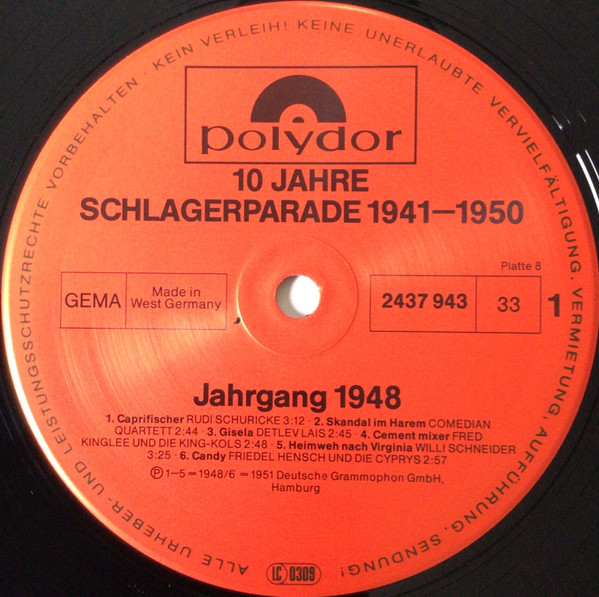 ALLE URHEBER- UND LEISTUNGSSCHUTZRECHTE VORBEHALTEN · KEIN VERLEIH! KEINE UNERLAUBTE VERVIELFÄLTIGUNG, VERMIETUNG, AUFFÜHRUNG, SENDUNG!
polydor
10 JAHRE
SCHLAGERPARADE 1941–1950
Platte 8
GEMA
Made in
West Germany
2437 943
33
1
Jahrgang 1948
1. Caprifischer RUDI SCHURICKE 3:12 · 2. Skandal im Harem COMEDIAN
QUARTETT 2:44 · 3. Gisela DETLEV LAIS 2:45 · 4. Cement mixer FRED
KINGLEE UND DIE KING-KOLS 2:48 · 5. Heimweh nach Virginia WILLI SCHNEIDER
3:25 · 6. Candy FRIEDEL HENSCH UND DIE CYPRYS 2:57
Ⓟ 1–5 = 1948/6 = 1951 Deutsche Grammophon GmbH,
Hamburg
LC 0309